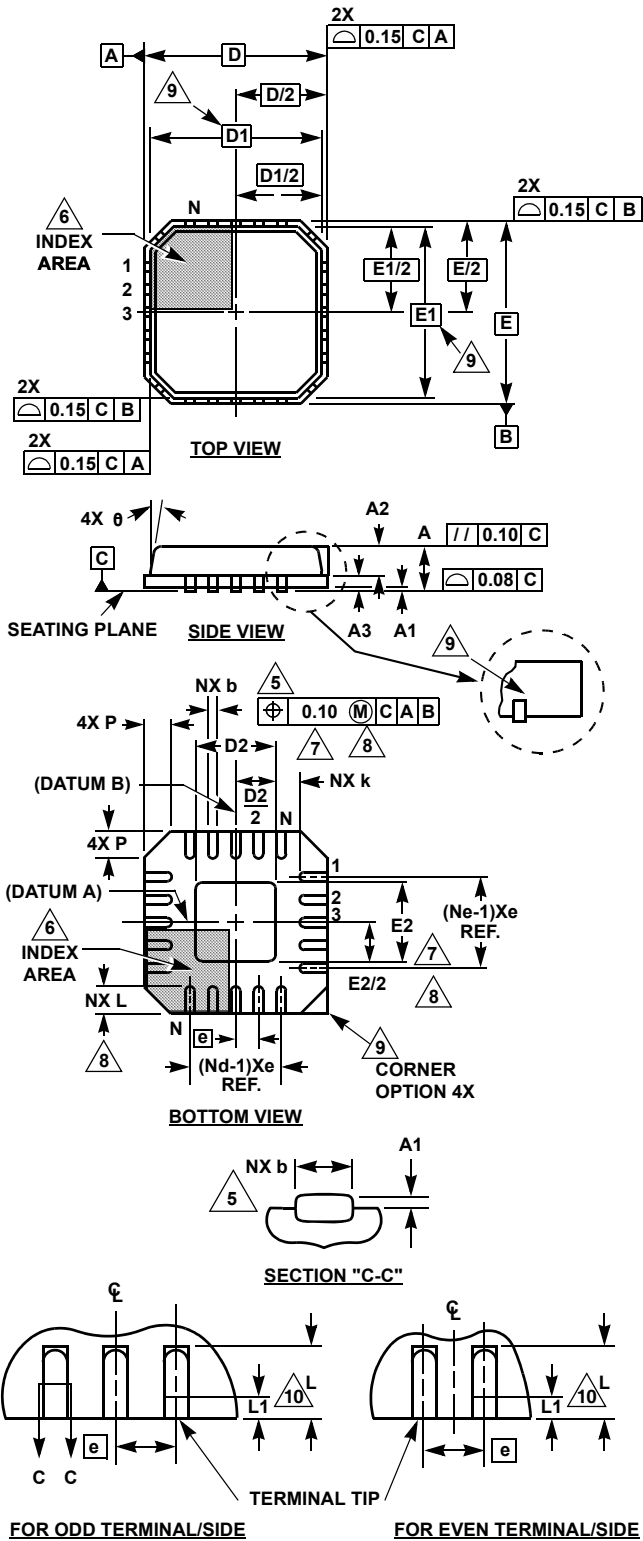 2X
0.15 C A
A
D
D/2
9
D1
D1/2
2X
0.15 C B
6
INDEX
AREA
N
1
2
3
E1/2
E/2
E1
E
9
2X
0.15 C B
B
2X
0.15 C A
TOP VIEW
4X θ
A2
A
// 0.10 C
C
0.08 C
SEATING PLANE
SIDE VIEW
A3
A1
9
NX b
5
0.10 M C A B
4X P
D2
7
8
(DATUM B)
D2
2
NX k
N
4X P
1
2
3
(DATUM A)
(Ne-1)Xe
REF.
6
INDEX
AREA
E2
7
E2/2
8
NX L
8
N
e
(Nd-1)Xe
REF.
9
CORNER
OPTION 4X
BOTTOM VIEW
NX b
A1
5
SECTION "C-C"
C
L
C
L
L
10
L1
L
10
L1
e
e
C C
TERMINAL TIP
FOR ODD TERMINAL/SIDE
FOR EVEN TERMINAL/SIDE